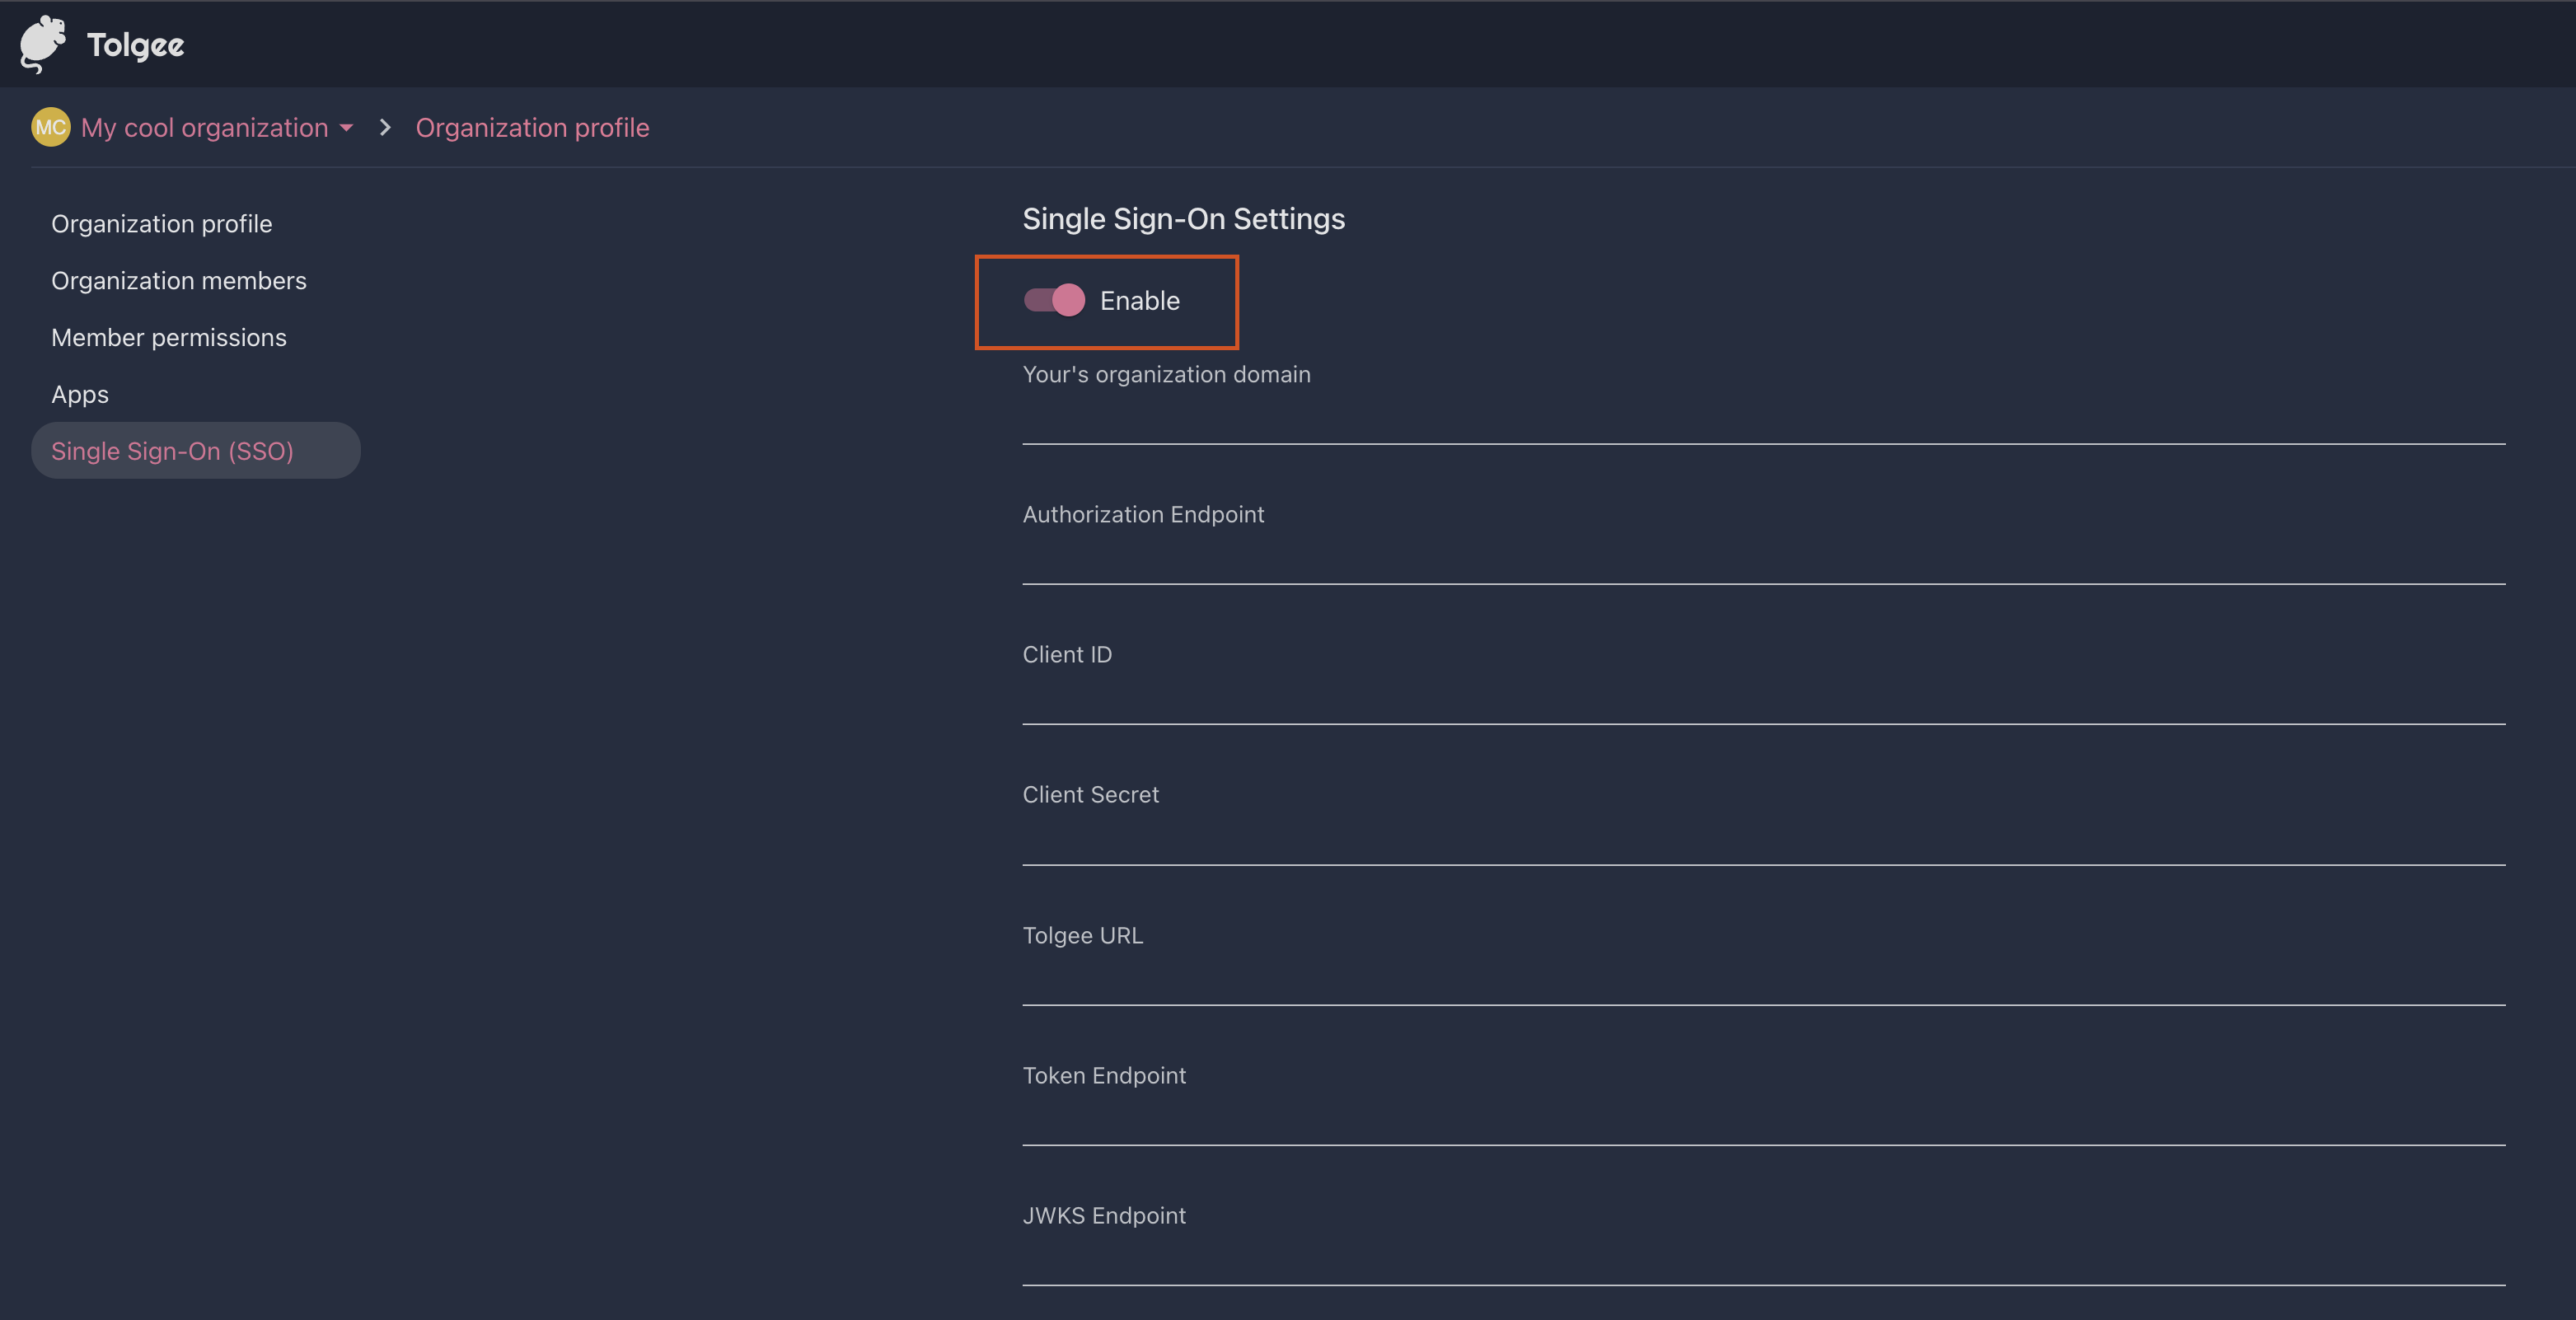 Tolgee
MC My cool organization > Organization profile
Organization profile
Organization members
Member permissions
Apps
Single Sign-On (SSO)
Single Sign-On Settings
Enable
Your's organization domain
Authorization Endpoint
Client ID
Client Secret
Tolgee URL
Token Endpoint
JWKS Endpoint